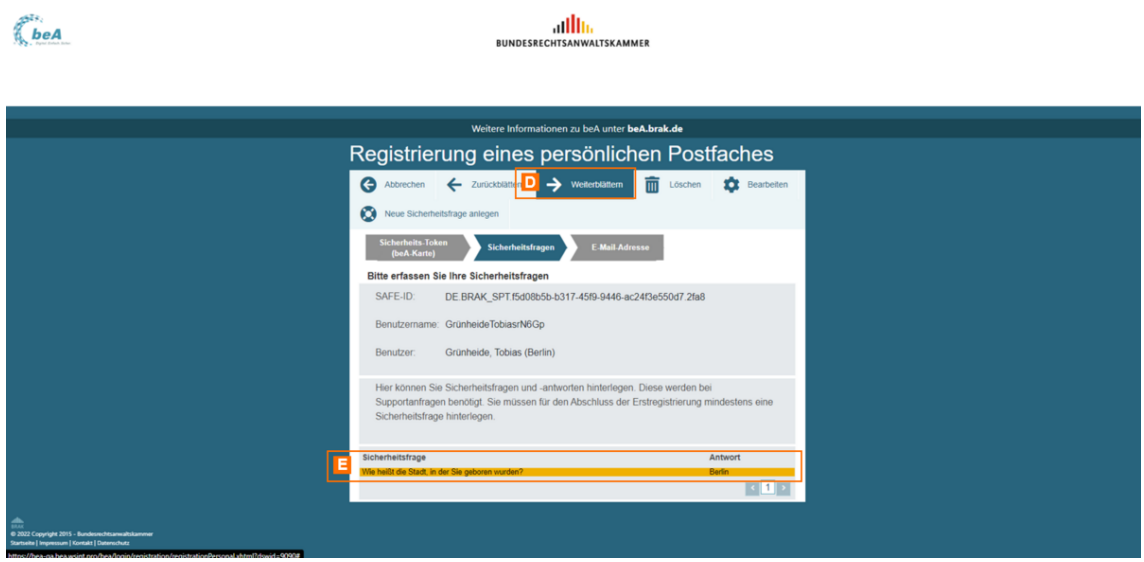 beA
BUNDESRECHTSANWALTSKAMMER
Weitere Informationen zu beA unter beA.brak.de
Registrierung eines persönlichen Postfaches
Abbrechen Zurückblättern D Weiterblättern Löschen Bearbeiten
Neue Sicherheitsfrage anlegen
Sicherheits-Token
(beA-Karte)
Sicherheitsfragen
E-Mail-Adresse
Bitte erfassen Sie Ihre Sicherheitsfragen
SAFE-ID: DE.BRAK_SPT.f5d08b5b-b317-45f9-9446-ac24f3e550d7.2fa8
Benutzername: GrünheideTobiasrN6Gp
Benutzer: Grünheide, Tobias (Berlin)
Hier können Sie Sicherheitsfragen und -antworten hinterlegen. Diese werden bei
Supportanfragen benötigt. Sie müssen für den Abschluss der Erstregistrierung mindestens eine
Sicherheitsfrage hinterlegen.
Sicherheitsfrage Antwort
E Wie heißt die Stadt, in der Sie geboren wurden? Berlin
< 1 >
© 2022 Copyright 2015 - Bundesrechtsanwaltskammer
Startseite | Impressum | Kontakt | Datenschutz